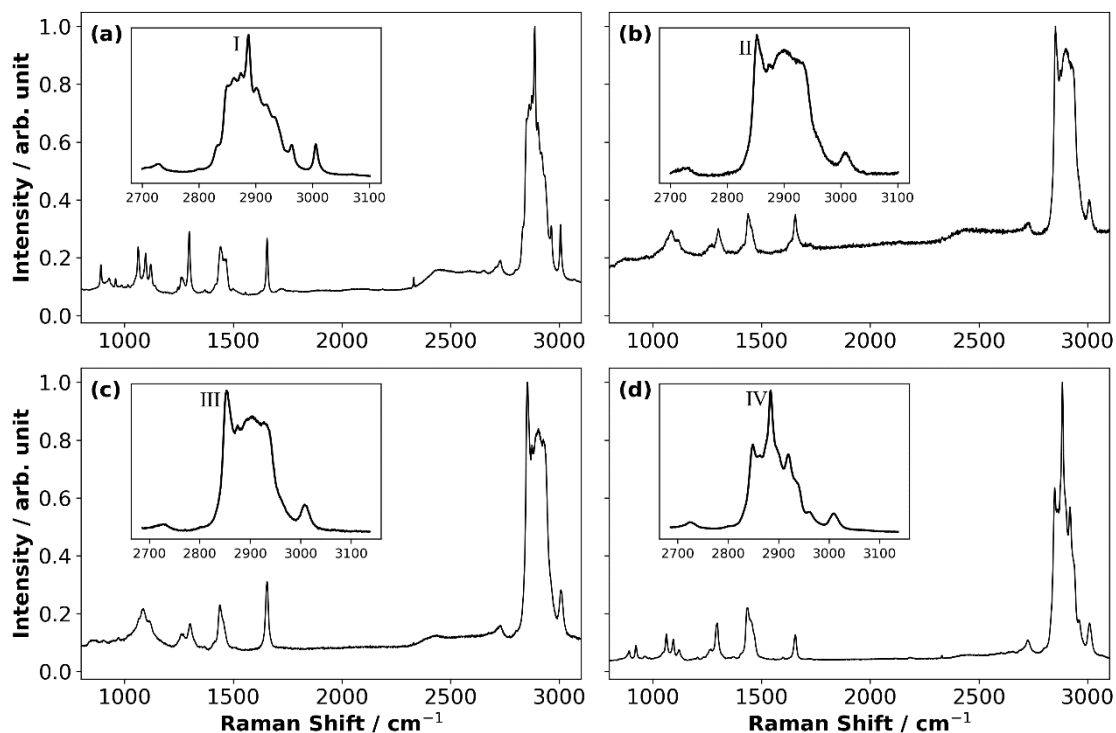 (a)
I
1.0
0.8
0.6
0.4
0.2
0.0
Intensity / arb. unit
2700 2800 2900 3000 3100
1000 1500 2000 2500 3000
(b)
II
2700 2800 2900 3000 3100
1000 1500 2000 2500 3000
(c)
III
1.0
0.8
0.6
0.4
0.2
0.0
Intensity / arb. unit
2700 2800 2900 3000 3100
1000 1500 2000 2500 3000
Raman Shift / cm⁻¹
(d)
IV
2700 2800 2900 3000 3100
1000 1500 2000 2500 3000
Raman Shift / cm⁻¹